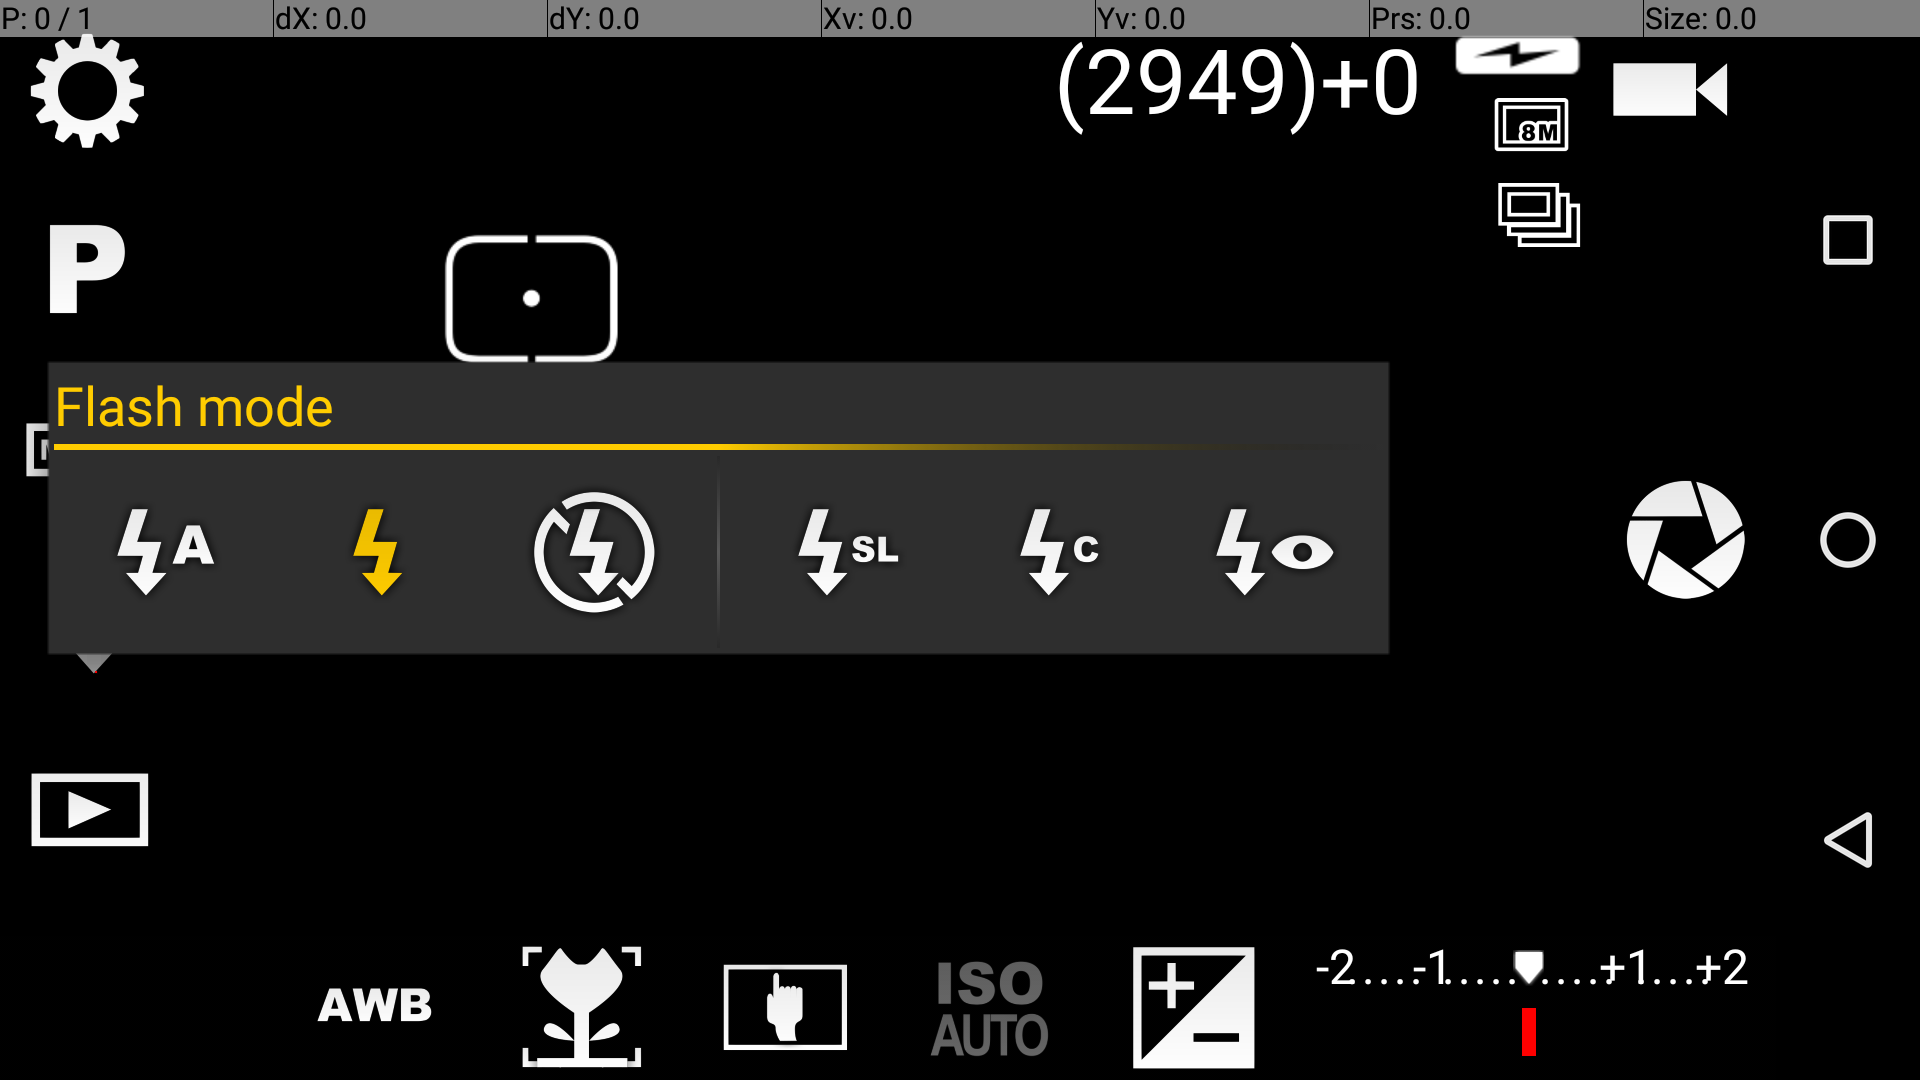 P: 0 / 1 dX: 0.0 dY: 0.0 Xv: 0.0 Yv: 0.0 Prs: 0.0 Size: 0.0
(2949)+0
8M
P
Flash mode
A SL C
AWB
ISO
AUTO
-2....-1.....  ....+1...+2